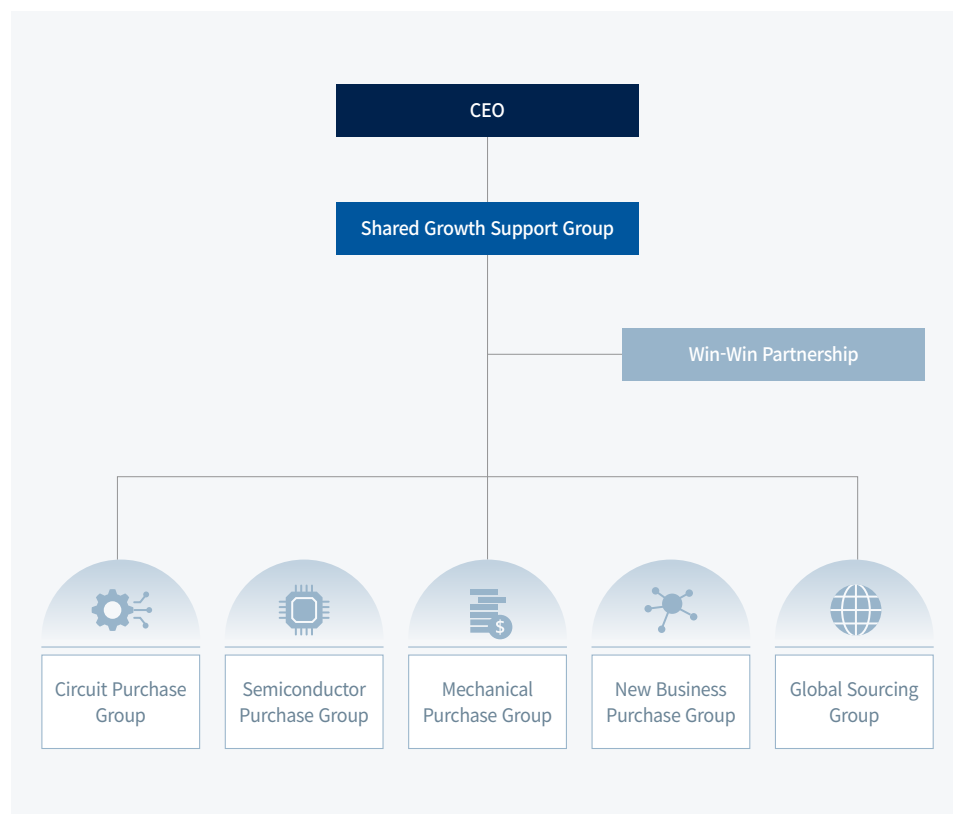 CEO
Shared Growth Support Group
Win-Win Partnership
$
Circuit Purchase
Group
Semiconductor
Purchase Group
Mechanical
Purchase Group
New Business
Purchase Group
Global Sourcing
Group